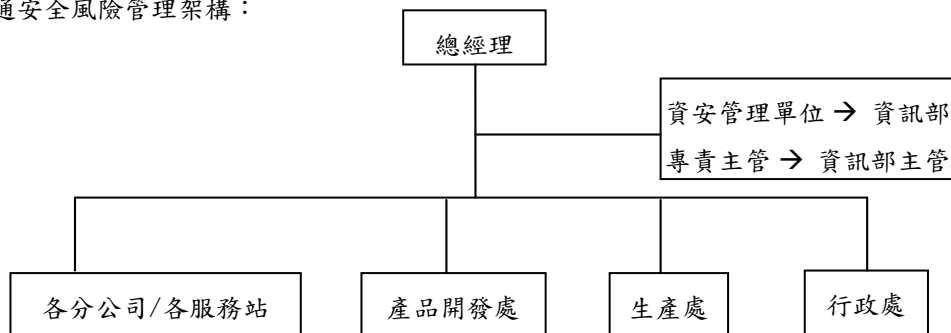 通安全風險管理架構：
總經理
資安管理單位 → 資訊部
專責主管 → 資訊部主管
各分公司/各服務站
產品開發處
生產處
行政處